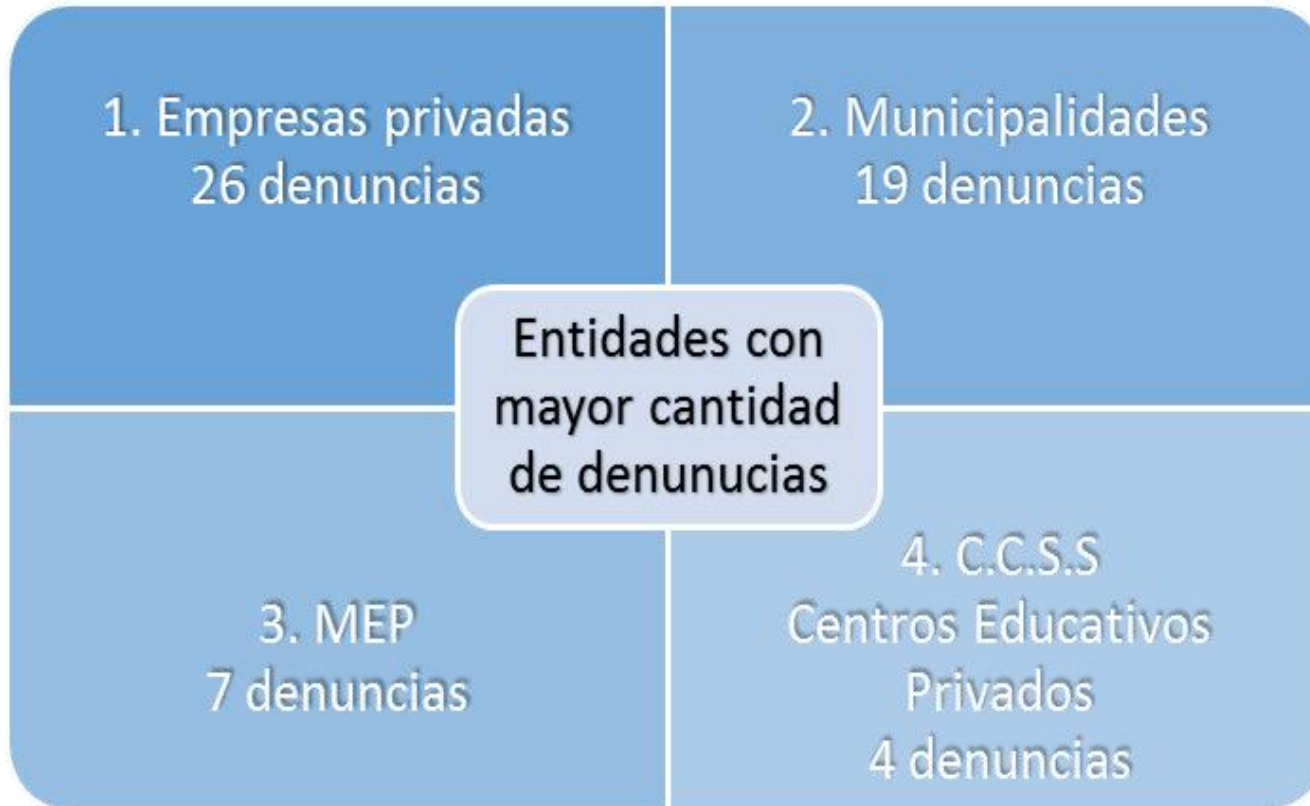 1. Empresas privadas
26 denuncias
2. Municipalidades
19 denuncias
Entidades con
mayor cantidad
de denunucias
3. MEP
7 denuncias
4. C.C.S.S
Centros Educativos
Privados
4 denuncias